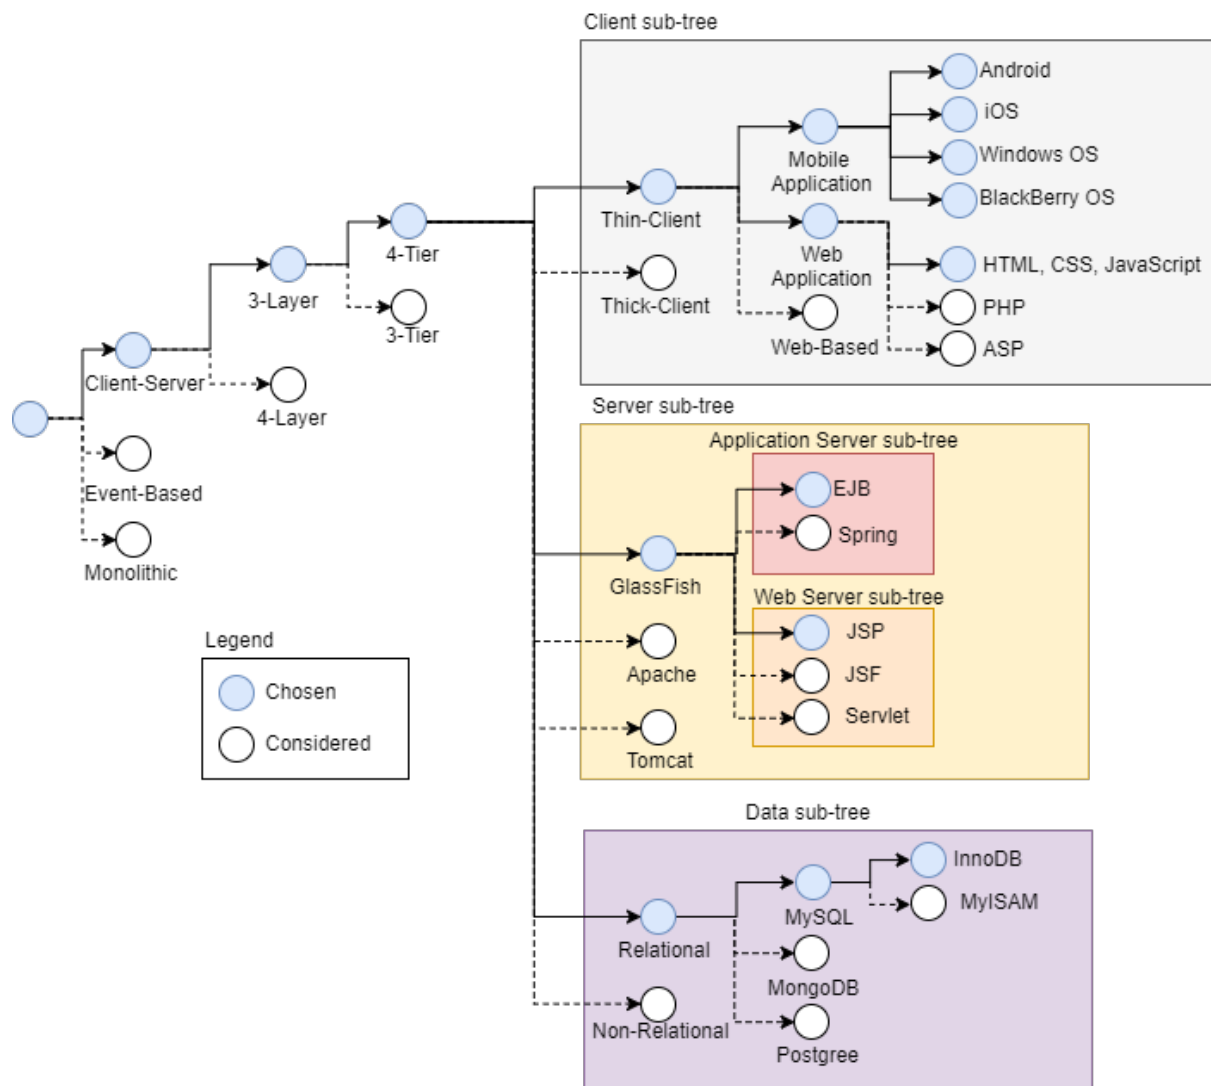 Client sub-tree
Android
iOS
Mobile
Application
Windows OS
BlackBerry OS
Thin-Client
4-Tier
Web
Application
HTML, CSS, JavaScript
3-Layer
Thick-Client
PHP
3-Tier
Web-Based
ASP
Client-Server
4-Layer
Server sub-tree
Application Server sub-tree
Event-Based
EJB
Spring
Monolithic
GlassFish
Web Server sub-tree
Legend
JSP
Apache
JSF
Chosen
Servlet
Considered
Tomcat
Data sub-tree
InnoDB
MyISAM
MySQL
Relational
MongoDB
Non-Relational
Postgree